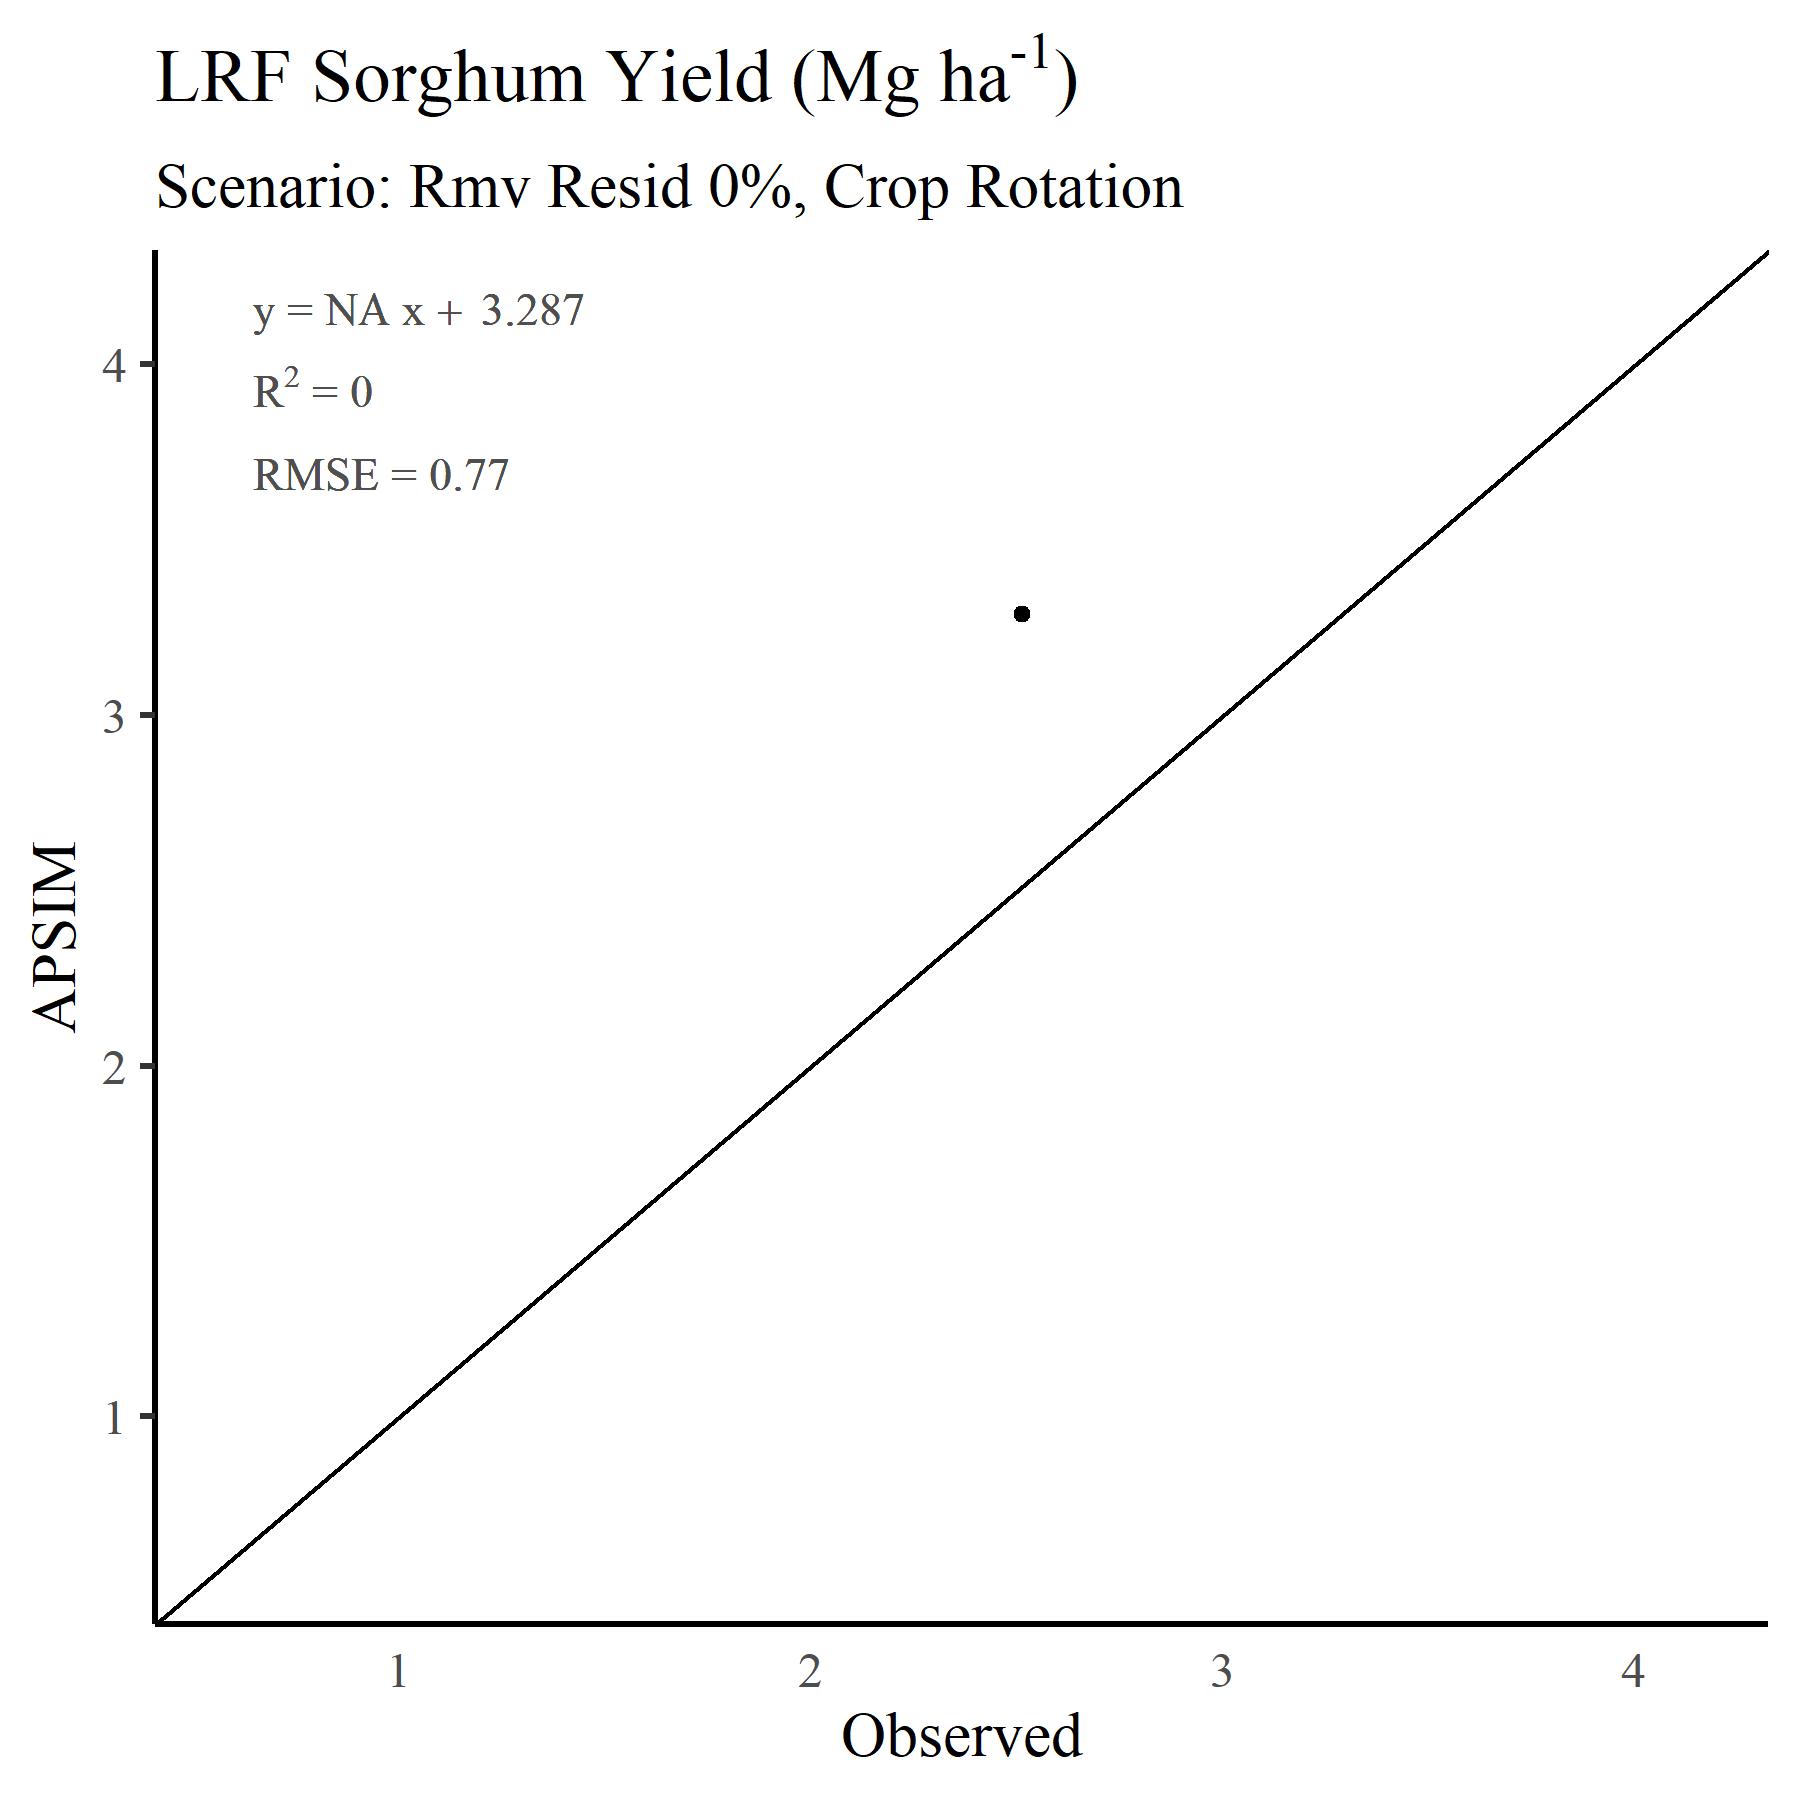 LRF Sorghum Yield (Mg ha⁻¹)
Scenario: Rmv Resid 0%, Crop Rotation
y = NA x + 3.287
R² = 0
RMSE = 0.77
4
3
2
1
APSIM
1 2 3 4
Observed